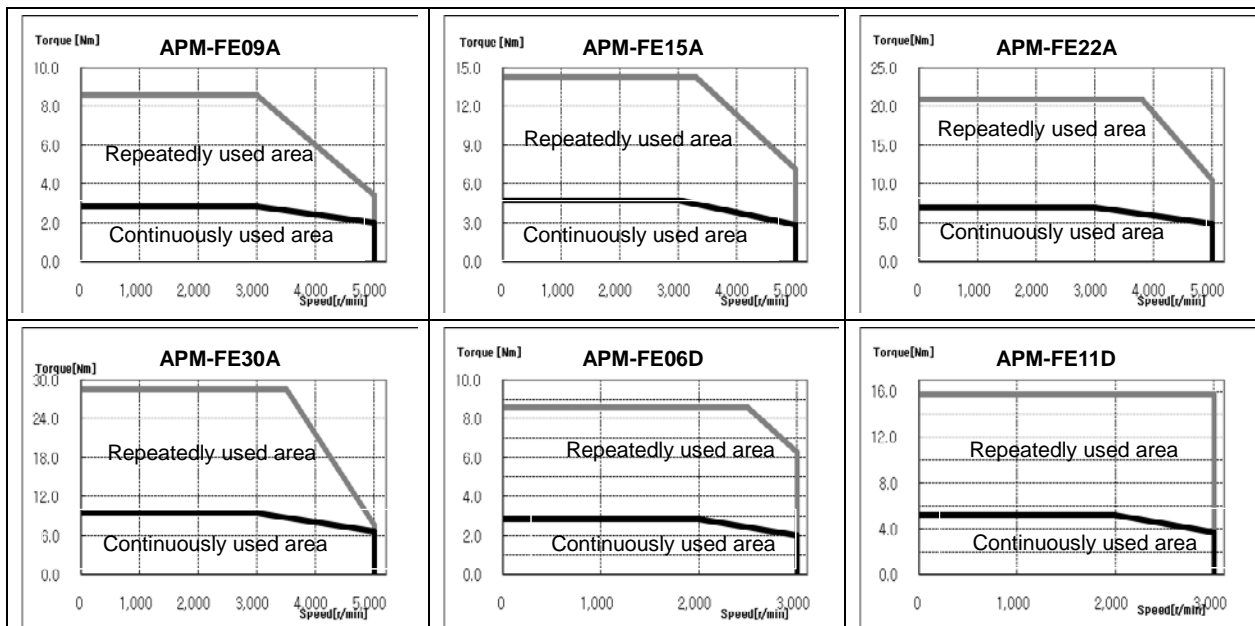 Torque [Nm]
APM-FE09A
10.0
8.0
6.0
4.0
2.0
0.0
Repeatedly used area
Continuously used area
0 1,000 2,000 3,000 4,000 5,000
Speed[r/min]
Torque [Nm]
APM-FE15A
15.0
12.0
9.0
6.0
3.0
0.0
Repeatedly used area
Continuously used area
0 1,000 2,000 3,000 4,000 5,000
Speed[r/min]
Torque [Nm]
APM-FE22A
25.0
20.0
15.0
10.0
5.0
0.0
Repeatedly used area
Continuously used area
0 1,000 2,000 3,000 4,000 5,000
Speed[r/min]
APM-FE30A
Torque[Nm]
30.0
24.0
18.0
12.0
6.0
0.0
Repeatedly used area
Continuously used area
0 1,000 2,000 3,000 4,000 5,000
Speed[r/min]
Torque [Nm]
APM-FE06D
10.0
8.0
6.0
4.0
2.0
0.0
Repeatedly used area
Continuously used area
0 1,000 2,000 3,000
Speed[r/min]
Torque[Nm]
APM-FE11D
16.0
12.0
8.0
4.0
0.0
Repeatedly used area
Continuously used area
0 1,000 2,000 3,000
Speed[r/min]